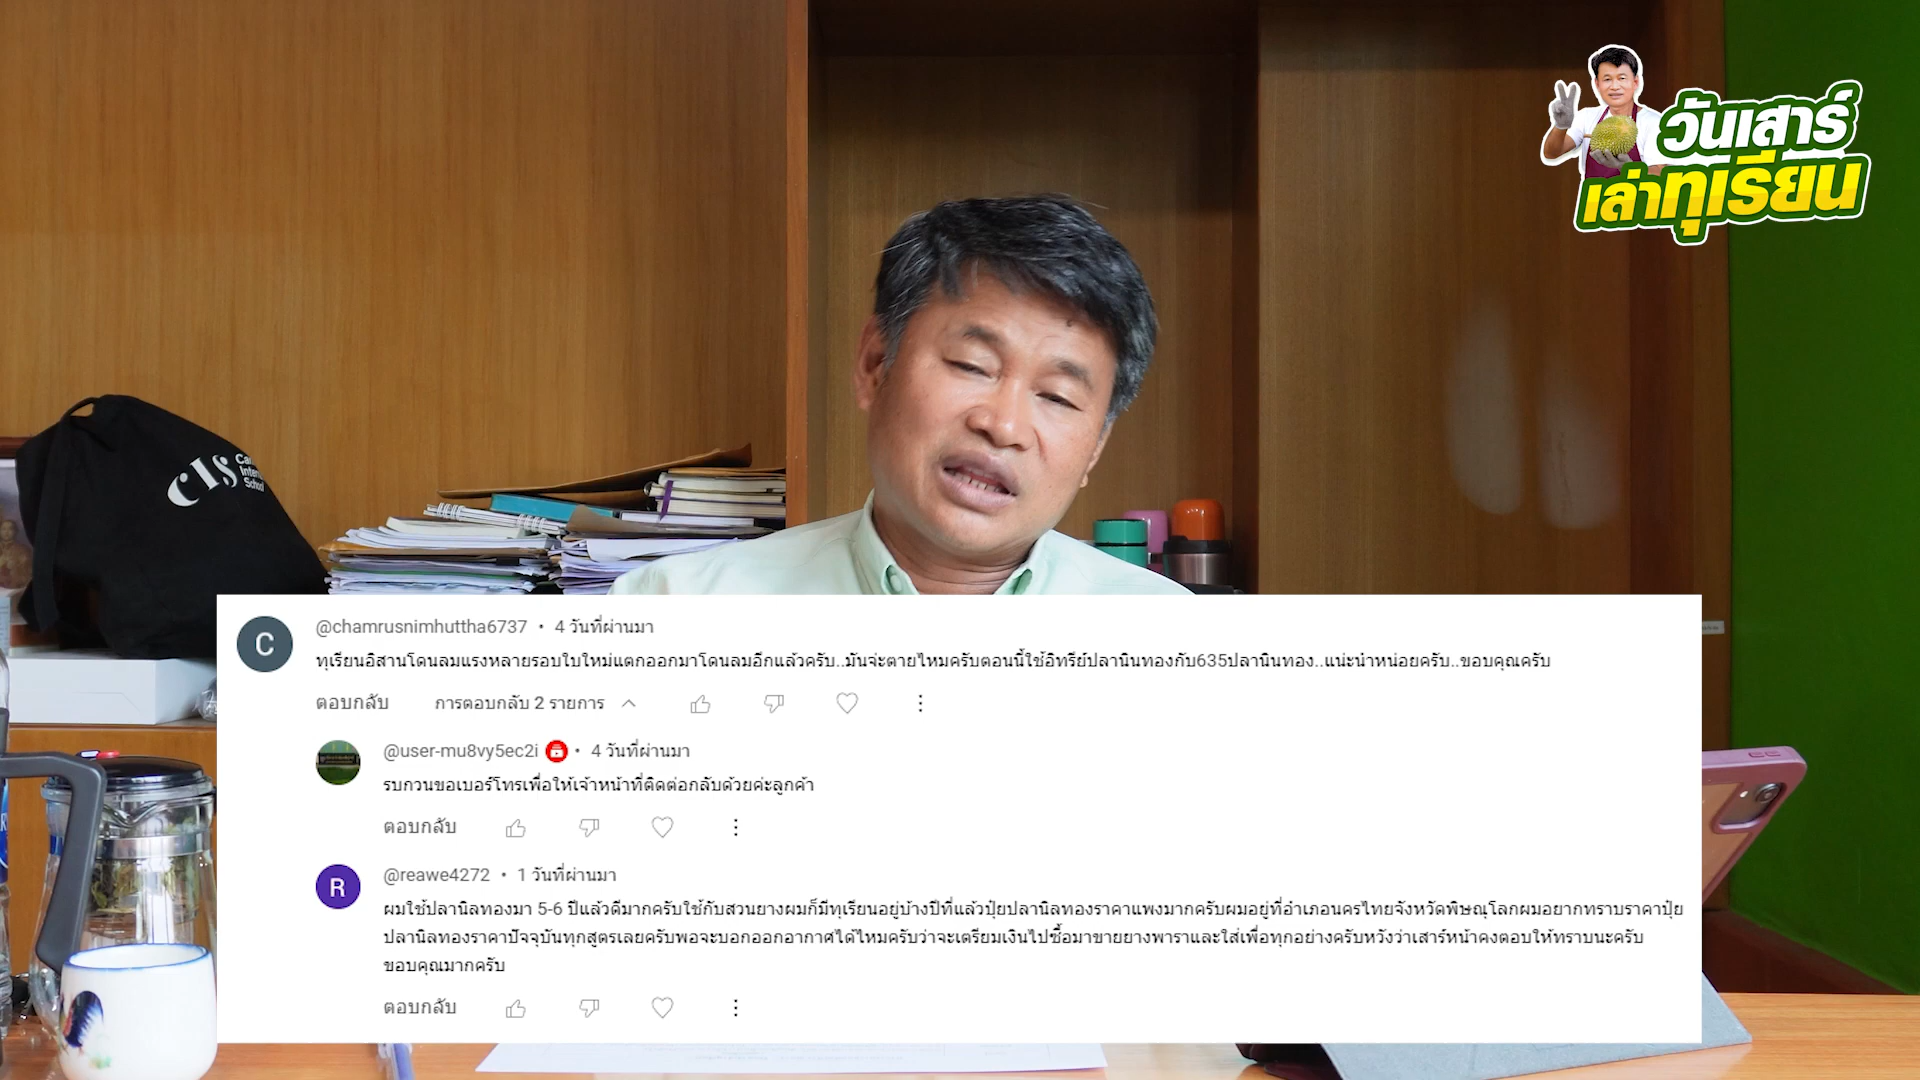 วันเสาร์
เล่าทุเรียน
CIS
@chamrusnimhuttha6737 • 4 วันที่ผ่านมา
ทุเรียนอิสานโดนลมแรงหลายรอบใบใหม่แตกออกมาโดนลมอีกแล้วครับ..มันจ่ะตายไหมครับตอนนี้ใช้อิทรีย์ปลานินทองกับ635ปลานินทอง..แน่ะนำหน่อยครับ..ขอบคุณครับ
ตอบกลับ การตอบกลับ 2 รายการ
@user-mu8vy5ec2i • 4 วันที่ผ่านมา
รบกวนขอเบอร์โทรเพื่อให้เจ้าหน้าที่ติดต่อกลับด้วยค่ะลูกค้า
ตอบกลับ
@reawe4272 • 1 วันที่ผ่านมา
ผมใช้ปลานิลทองมา 5-6 ปีแล้วดีมากครับใช้กับสวนยางผมก็มีทุเรียนอยู่บ้างปีที่แล้วปุ๋ยปลานิลทองราคาแพงมากครับผมอยู่ที่อำเภอนครไทยจังหวัดพิษณุโลกผมอยากทราบราคาปุ๋ย
ปลานิลทองราคาปัจจุบันทุกสูตรเลยครับพอจะบอกออกอากาศได้ไหมครับว่าจะเตรียมเงินไปซื้อมาขายยางพาราและใส่เพื่อทุกอย่างครับหวังว่าเสาร์หน้าคงตอบให้ทราบนะครับ
ขอบคุณมากครับ
ตอบกลับ
C
R